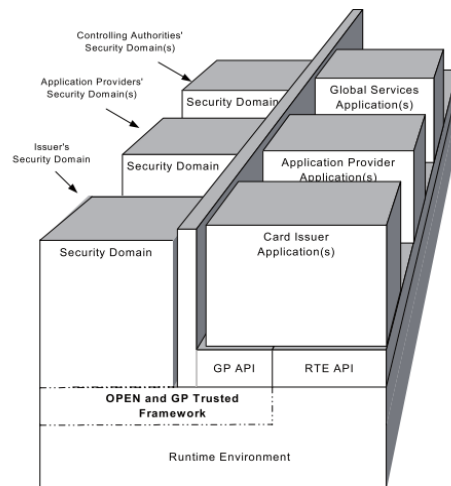 Controlling Authorities'
Security Domain(s)
Application Providers'
Security Domain(s)
Issuer's
Security Domain
Security Domain
Global Services
Application(s)
Security Domain
Application Provider
Application(s)
Security Domain
Card Issuer
Application(s)
GP API
RTE API
OPEN and GP Trusted
Framework
Runtime Environment